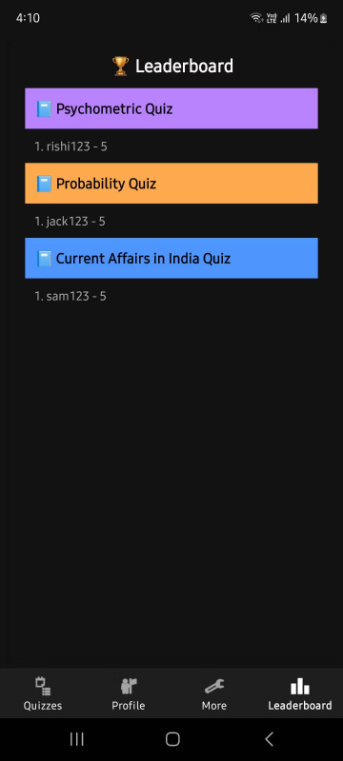 4:10
14%
🏆 Leaderboard
📘 Psychometric Quiz
1. rishi123 - 5
📘 Probability Quiz
1. jack123 - 5
📘 Current Affairs in India Quiz
1. sam123 - 5
Quizzes
Profile
More
Leaderboard